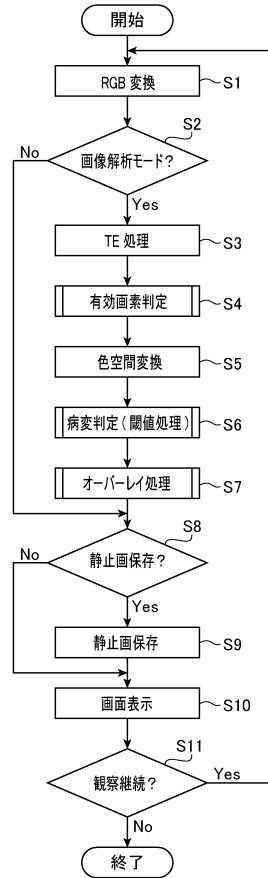 開始
RGB 変換 S1
S2
No
画像解析モード?
Yes
TE 処理 S3
有効画素判定 S4
色空間変換 S5
病変判定(閾値処理) S6
オーバーレイ処理 S7
S8
No
静止画保存?
Yes
静止画保存 S9
画面表示 S10
S11
観察継続? Yes
No
終了